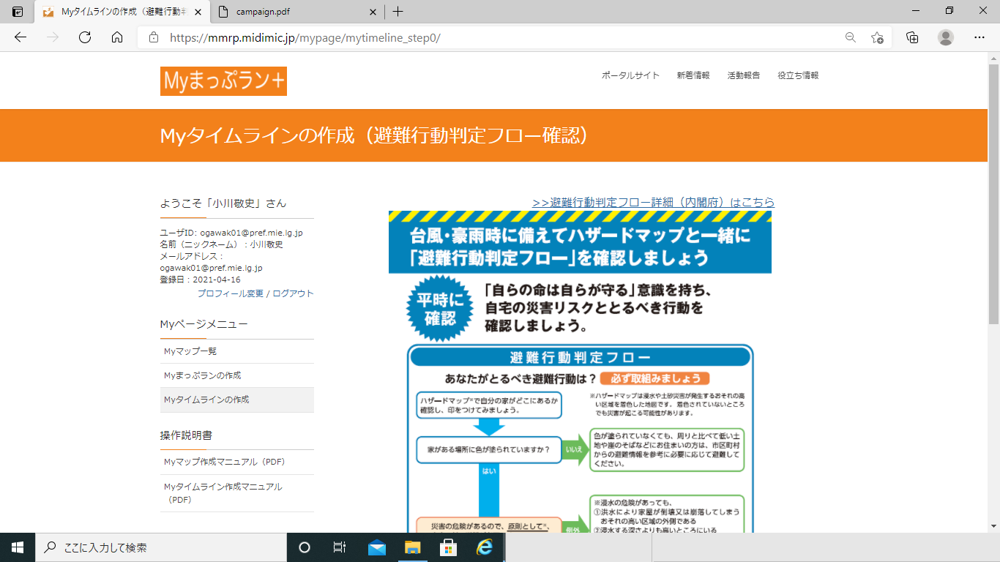 Myタイムラインの作成（避難行動判
campaign.pdf
https://mmrp.midimic.jp/mypage/mytimeline_step0/
Myまっぷラン＋
ポータルサイト　新着情報　活動報告　役立ち情報
Myタイムラインの作成（避難行動判定フロー確認）
ようこそ「小川敬史」さん
ユーザID: ogawak01@pref.mie.lg.jp
名前（ニックネーム）：小川敬史
メールアドレス：
ogawak01@pref.mie.lg.jp
登録日：2021-04-16
プロフィール変更 / ログアウト
Myページメニュー
Myマップ一覧
Myまっぷランの作成
Myタイムラインの作成
操作説明書
Myマップ作成マニュアル（PDF）
Myタイムライン作成マニュアル
（PDF）
>>避難行動判定フロー詳細（内閣府）はこちら
台風・豪雨時に備えてハザードマップと一緒に
「避難行動判定フロー」を確認しましょう
平時に
確認
「自らの命は自らが守る」意識を持ち、
自宅の災害リスクととるべき行動を
確認しましょう。
避難行動判定フロー
あなたがとるべき避難行動は？ 必ず取組みましょう
ハザードマップ※で自分の家がどこにあるか
確認し、印をつけてみましょう。
※ハザードマップは浸水や土砂災害が発生するおそれの高
い区域を着色した地図です。着色されていないところ
でも災害が起こる可能性があります。
家がある場所に色が塗られていますか？
いいえ
色が塗られていなくても、周りと比べて低い土
地や崖のそばなどにお住まいの方は、市区町村
からの避難情報を参考に必要に応じて避難して
ください。
はい
災害の危険があるので、原則として※、
例外
※浸水の危険があっても、
①洪水により家屋が倒壊又は崩落してしまう
おそれの高い区域の外側である
②浸水する深さよりも高いところにいる
ここに入力して検索